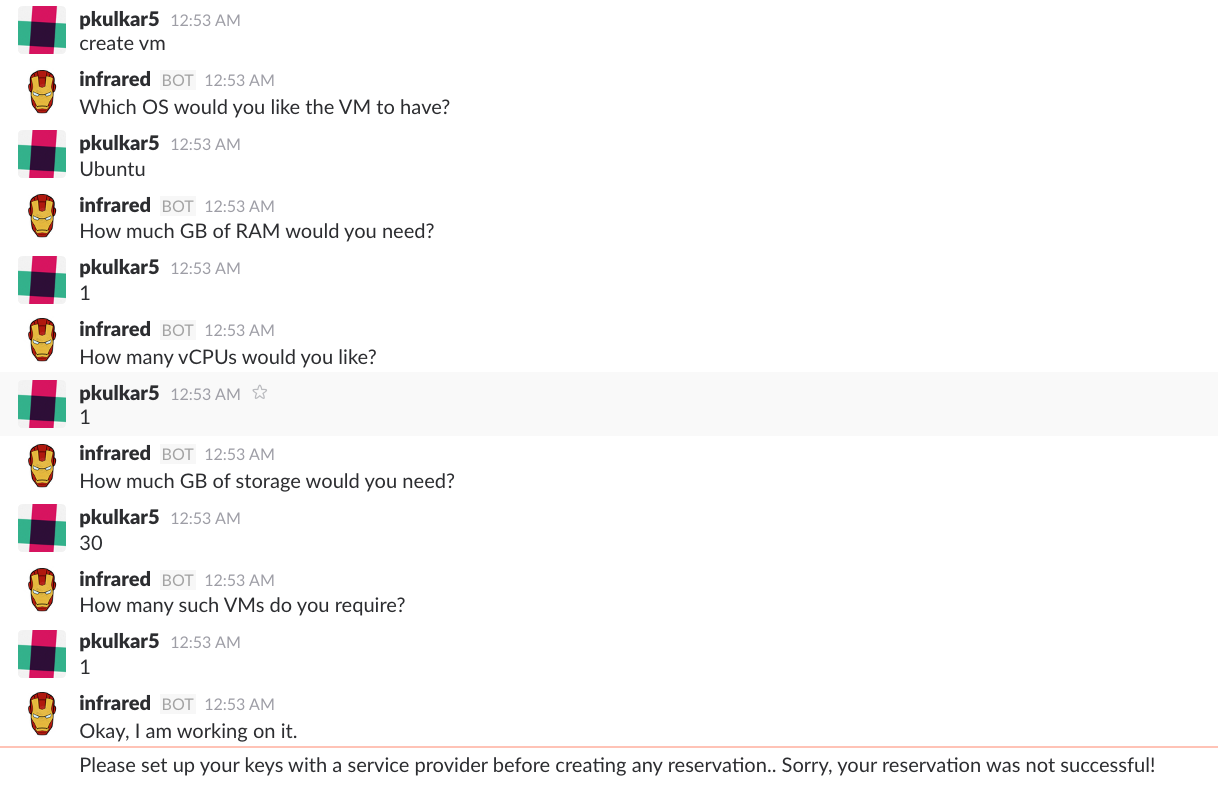 pkulkar5 12:53 AM
create vm
infrared BOT 12:53 AM
Which OS would you like the VM to have?
pkulkar5 12:53 AM
Ubuntu
infrared BOT 12:53 AM
How much GB of RAM would you need?
pkulkar5 12:53 AM
1
infrared BOT 12:53 AM
How many vCPUs would you like?
pkulkar5 12:53 AM
1
infrared BOT 12:53 AM
How much GB of storage would you need?
pkulkar5 12:53 AM
30
infrared BOT 12:53 AM
How many such VMs do you require?
pkulkar5 12:53 AM
1
infrared BOT 12:53 AM
Okay, I am working on it.
Please set up your keys with a service provider before creating any reservation.. Sorry, your reservation was not successful!